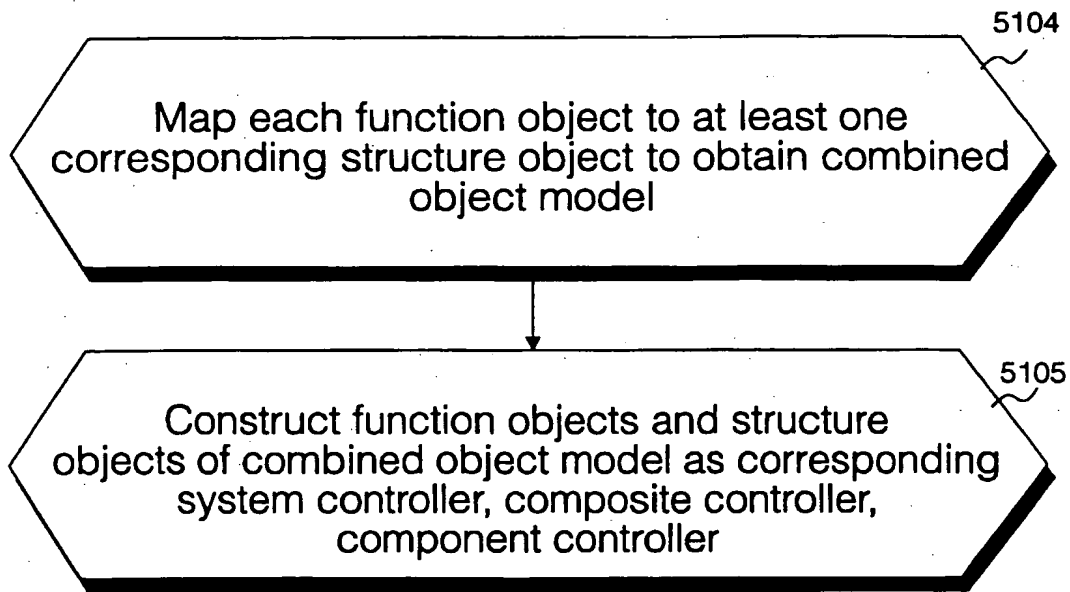 5104
Map each function object to at least one
corresponding structure object to obtain combined
object model
5105
Construct function objects and structure
objects of combined object model as corresponding
system controller, composite controller,
component controller